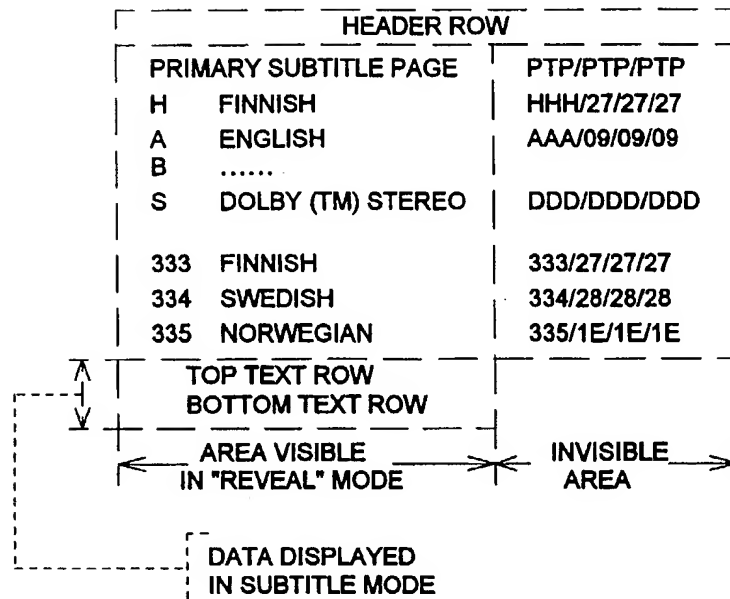 HEADER ROW
PRIMARY SUBTITLE PAGE PTP/PTP/PTP
H FINNISH HHH/27/27/27
A ENGLISH AAA/09/09/09
B ......
S DOLBY (TM) STEREO DDD/DDD/DDD
333 FINNISH 333/27/27/27
334 SWEDISH 334/28/28/28
335 NORWEGIAN 335/1E/1E/1E
TOP TEXT ROW
BOTTOM TEXT ROW
AREA VISIBLE INVISIBLE
IN "REVEAL" MODE AREA
DATA DISPLAYED
IN SUBTITLE MODE